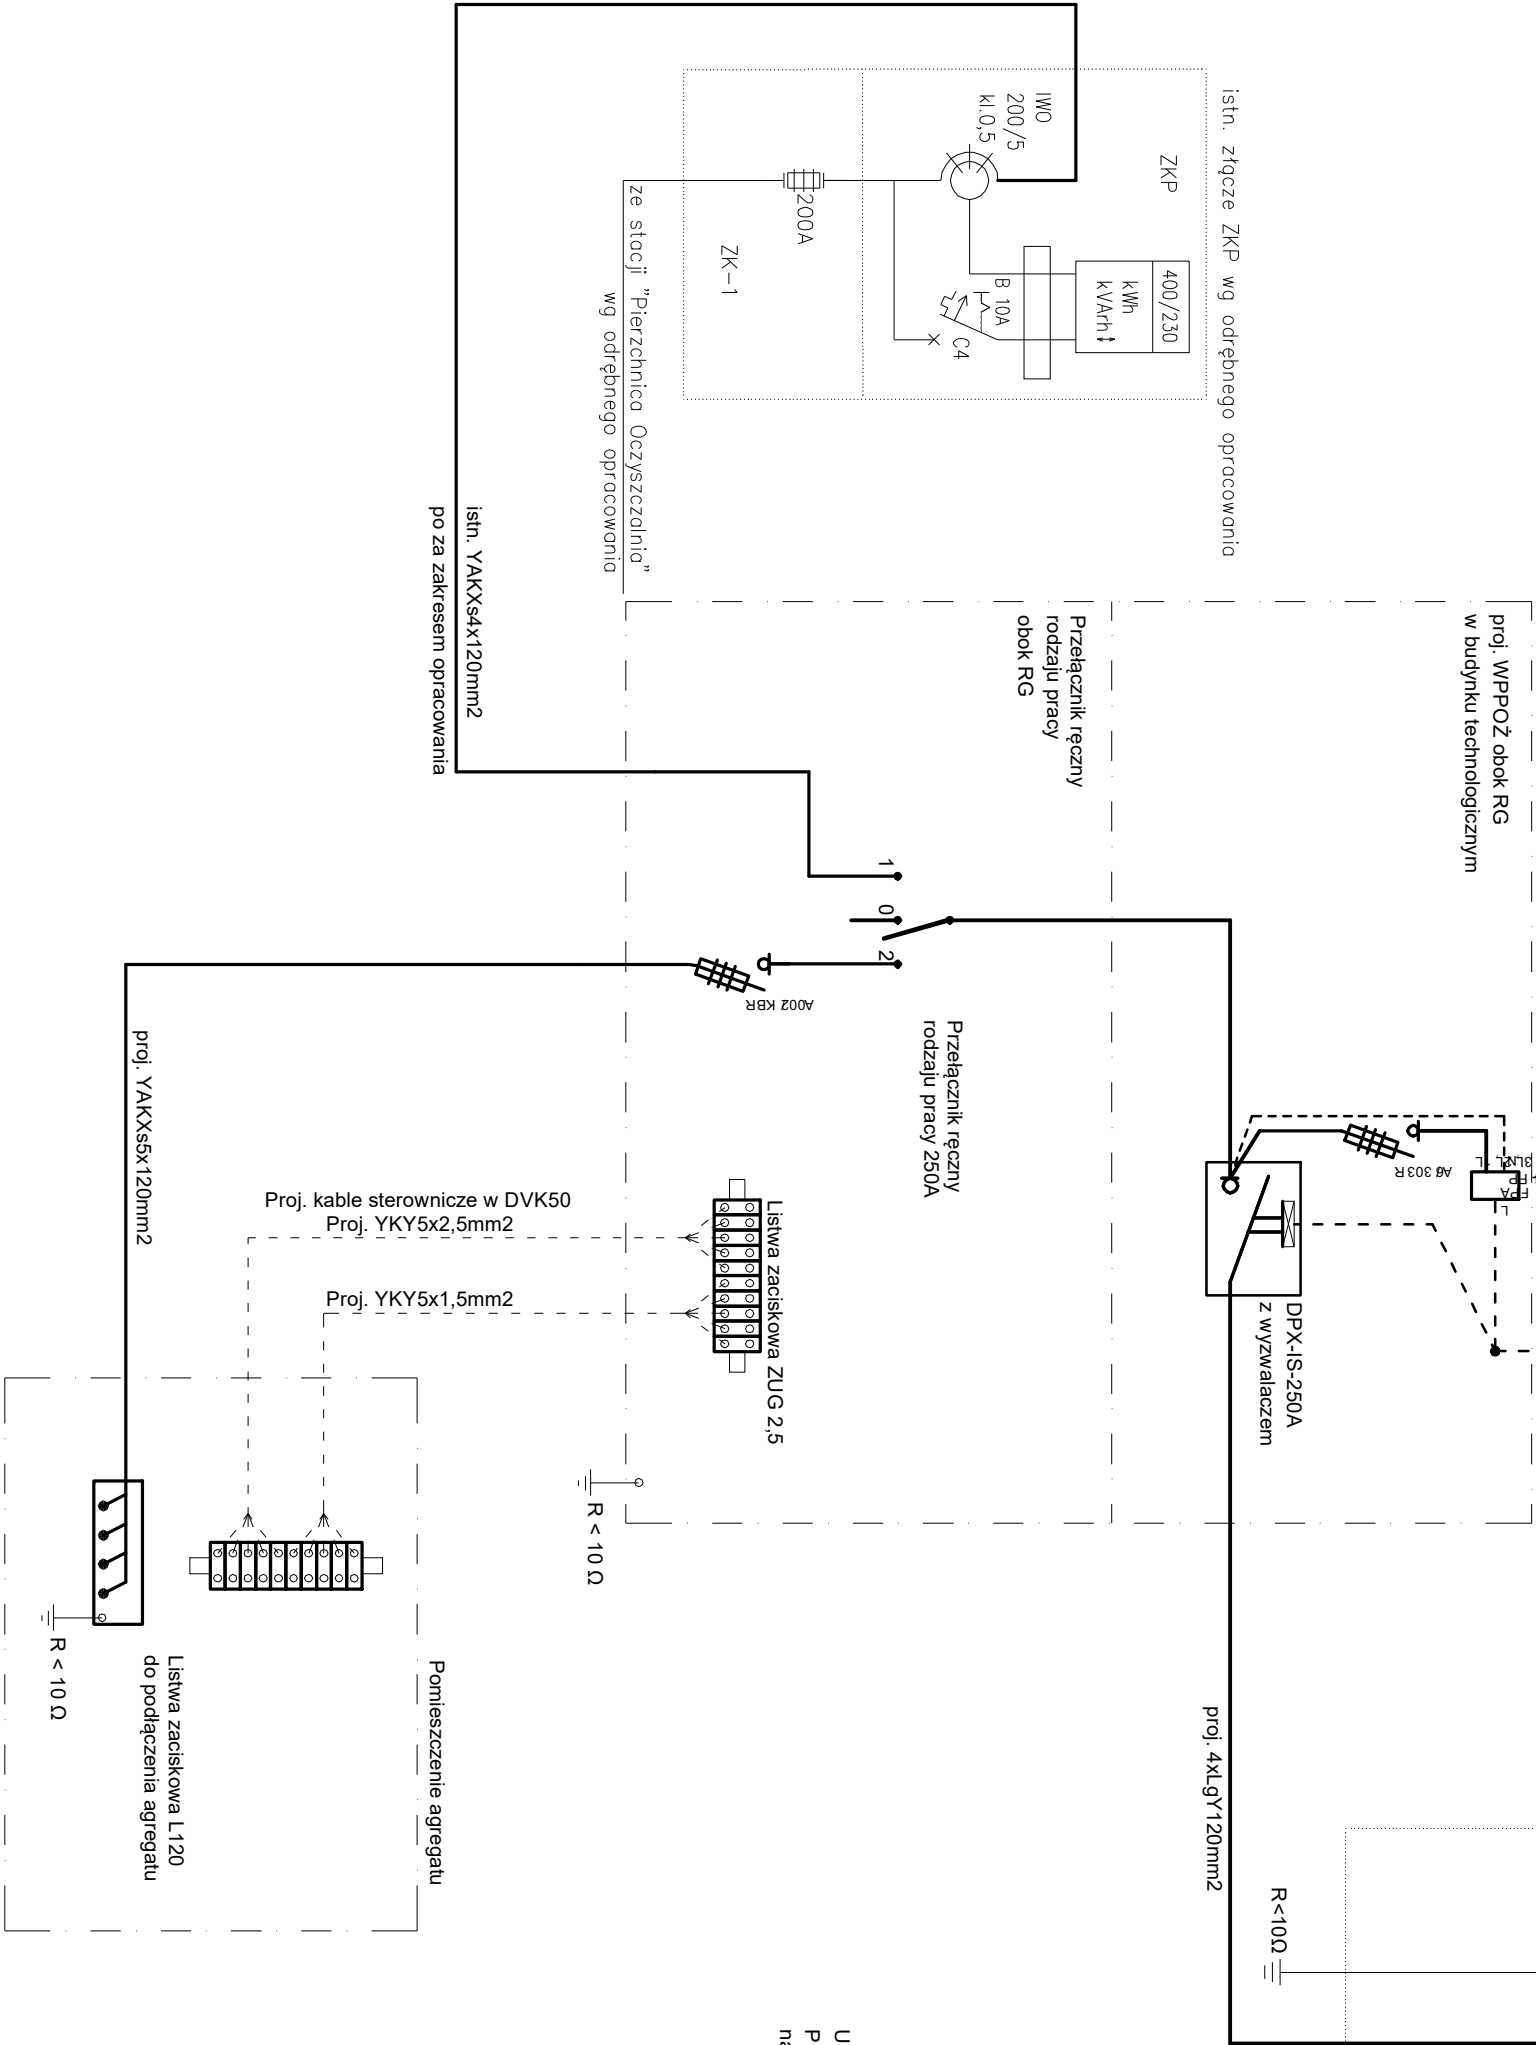 istn. złącze ZKP wg odrębnego opracowania
ZKP
IWO
200/5
kl.0,5
400/230
kWh
kVArh
B 10A
C4
200A
ZK-1
ze stacji "Pierzchnica Oczyszczalnia"
wg odrębnego opracowania
istn. YAKXs4x120mm2
po za zakresem opracowania
proj. WPPOŻ obok RG
w budynku technologicznym
Przełącznik ręczny
rodzaju pracy
obok RG
1
0
2
Przełącznik ręczny
rodzaju pracy 250A
DPX-IS-250A
z wyzwalaczem
Listwa zaciskowa ZUG 2,5
Proj. kable sterownicze w DVK50
Proj. YKY5x2,5mm2
Proj. YKY5x1,5mm2
proj. YAKXs5x120mm2
R < 10 Ω
Pomieszczenie agregatu
Listwa zaciskowa L120
do podłączenia agregatu
R < 10 Ω
proj. 4xLgY120mm2
R<10Ω
U
P